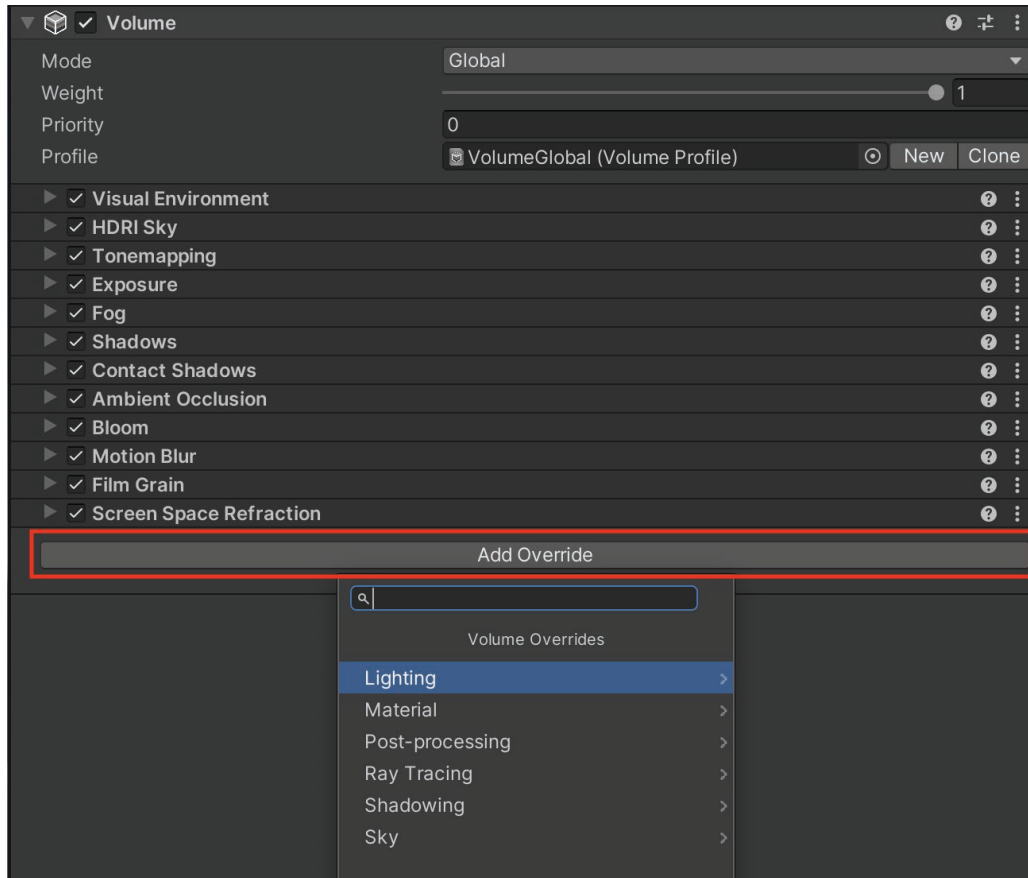 Volume
Mode Global
Weight 1
Priority 0
Profile VolumeGlobal (Volume Profile) New Clone
Visual Environment
HDRI Sky
Tonemapping
Exposure
Fog
Shadows
Contact Shadows
Ambient Occlusion
Bloom
Motion Blur
Film Grain
Screen Space Refraction
Add Override
Volume Overrides
Lighting
Material
Post-processing
Ray Tracing
Shadowing
Sky